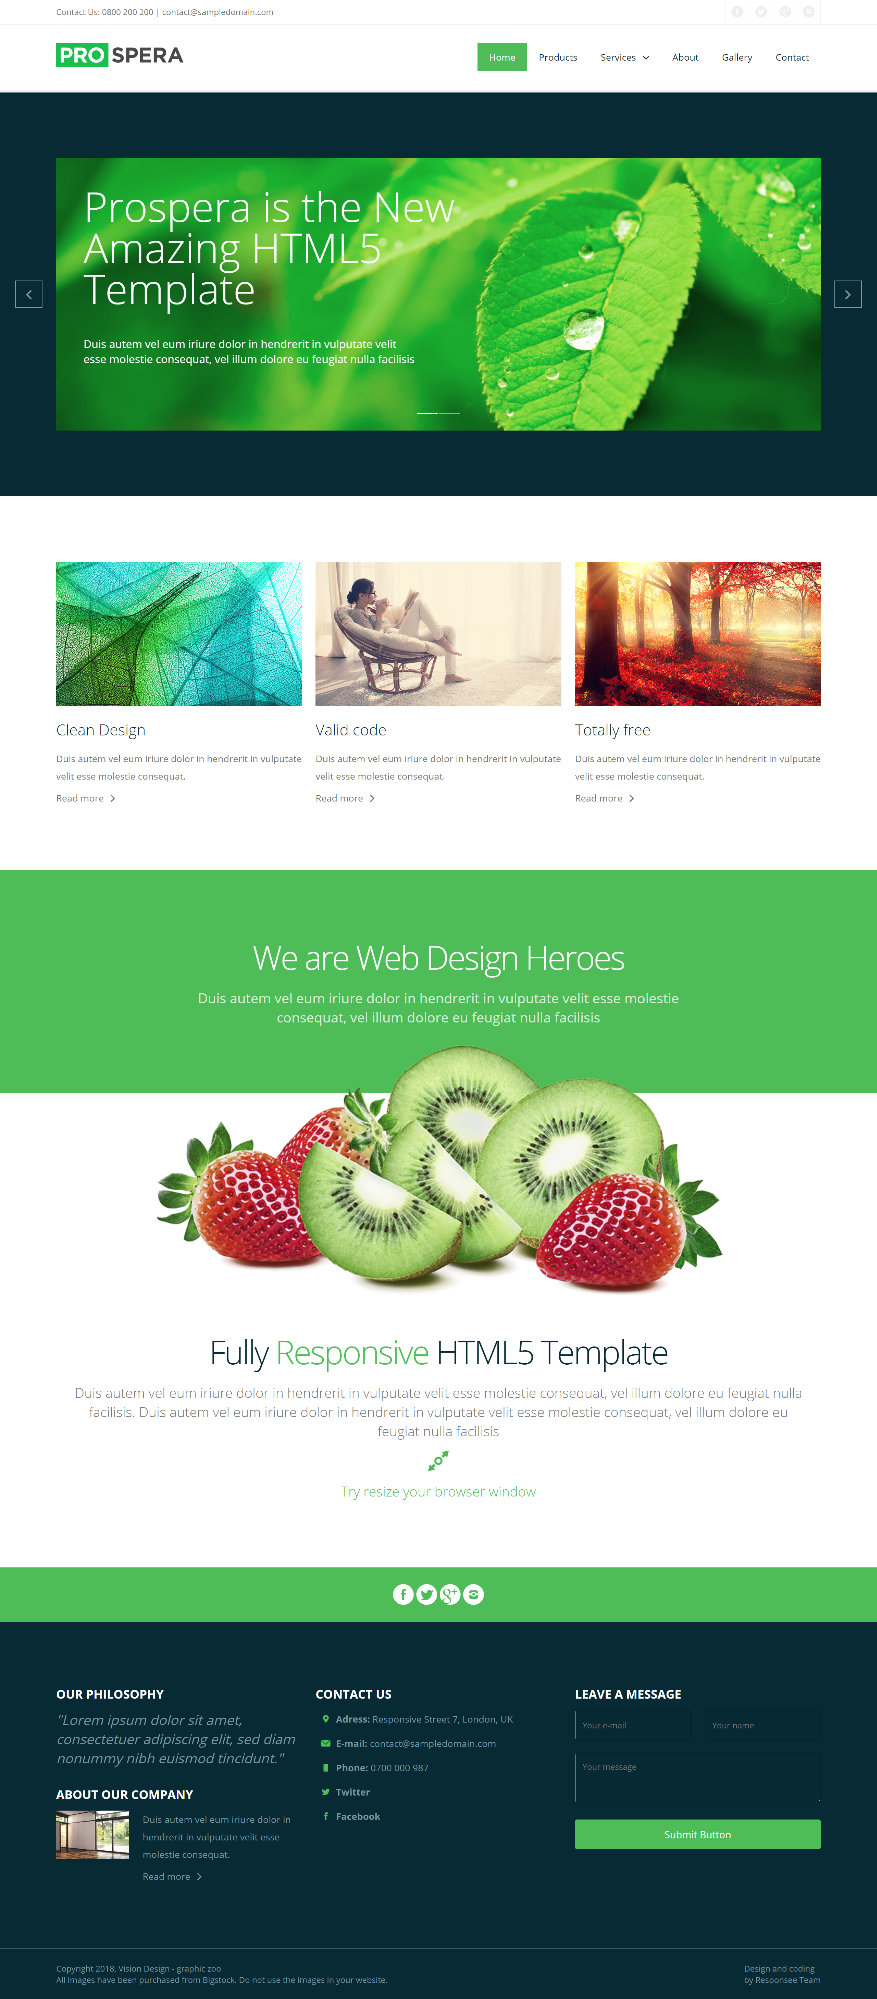 Contact Us: 0800 200 200 | contact@sampledomain.com
PROSPERA
Home Products Services About Gallery Contact
Prospera is the New
Amazing HTML5
Template
Duis autem vel eum iriure dolor in hendrerit in vulputate velit
esse molestie consequat, vel illum dolore eu feugiat nulla facilisis
Clean Design
Duis autem vel eum iriure dolor in hendrerit in vulputate
velit esse molestie consequat.
Read more
Valid code
Duis autem vel eum iriure dolor in hendrerit in vulputate
velit esse molestie consequat.
Read more
Totally free
Duis autem vel eum iriure dolor in hendrerit in vulputate
velit esse molestie consequat.
Read more
We are Web Design Heroes
Duis autem vel eum iriure dolor in hendrerit in vulputate velit esse molestie
consequat, vel illum dolore eu feugiat nulla facilisis
Fully Responsive HTML5 Template
Duis autem vel eum iriure dolor in hendrerit in vulputate velit esse molestie consequat, vel illum dolore eu feugiat nulla
facilisis. Duis autem vel eum iriure dolor in hendrerit in vulputate velit esse molestie consequat, vel illum dolore eu
feugiat nulla facilisis
Try resize your browser window
OUR PHILOSOPHY
"Lorem ipsum dolor sit amet,
consectetuer adipiscing elit, sed diam
nonummy nibh euismod tincidunt."
ABOUT OUR COMPANY
Duis autem vel eum iriure dolor in
hendrerit in vulputate velit esse
molestie consequat.
Read more
CONTACT US
Adress: Responsive Street 7, London, UK
E-mail: contact@sampledomain.com
Phone: 0700 000 987
Twitter
Facebook
LEAVE A MESSAGE
Your e-mail
Your name
Your message
Submit Button
Copyright 2018, Vision Design - graphic zoo
All images have been purchased from Bigstock. Do not use the images in your website.
Design and coding
by Responsee Team